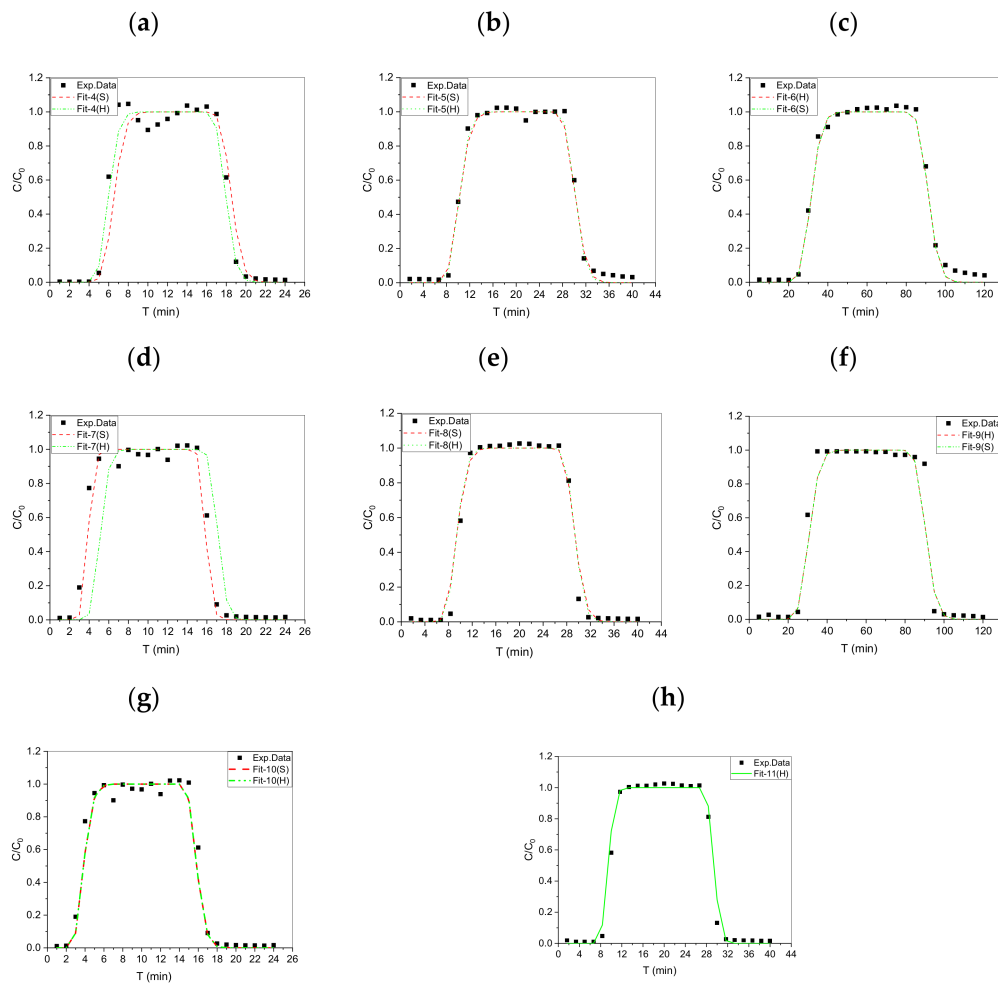 (a)
(b)
(c)
1.2
1.0
0.8
0.6
0.4
0.2
0.0
C/C0
Exp.Data
Fit-4(S)
Fit-4(H)
0 2 4 6 8 10 12 14 16 18 20 22 24 26
T (min)
1.2
1.0
0.8
0.6
0.4
0.2
0.0
C/C0
Exp.Data
Fit-5(S)
Fit-5(H)
0 4 8 12 16 20 24 28 32 36 40 44
T (min)
1.2
1.0
0.8
0.6
0.4
0.2
0.0
C/C0
Exp.Data
Fit-6(H)
Fit-6(S)
0 20 40 60 80 100 120
T (min)
(d)
(e)
(f)
1.2
1.0
0.8
0.6
0.4
0.2
0.0
C/C0
Exp.Data
Fit-7(S)
Fit-7(H)
0 2 4 6 8 10 12 14 16 18 20 22 24 26
T (min)
1.2
1.0
0.8
0.6
0.4
0.2
0.0
C/C0
Exp.Data
Fit-8(S)
Fit-8(H)
0 4 8 12 16 20 24 28 32 36 40 44
T (min)
1.2
1.0
0.8
0.6
0.4
0.2
0.0
C/C0
Exp.Data
Fit-9(H)
Fit-9(S)
0 20 40 60 80 100 120
T (min)
(g)
(h)
1.2
1.0
0.8
0.6
0.4
0.2
0.0
C/C0
Exp.Data
Fit-10(S)
Fit-10(H)
0 2 4 6 8 10 12 14 16 18 20 22 24 26
T (min)
1.2
1.0
0.8
0.6
0.4
0.2
0.0
C/C0
Exp.Data
Fit-11(H)
0 4 8 12 16 20 24 28 32 36 40 44
T (min)